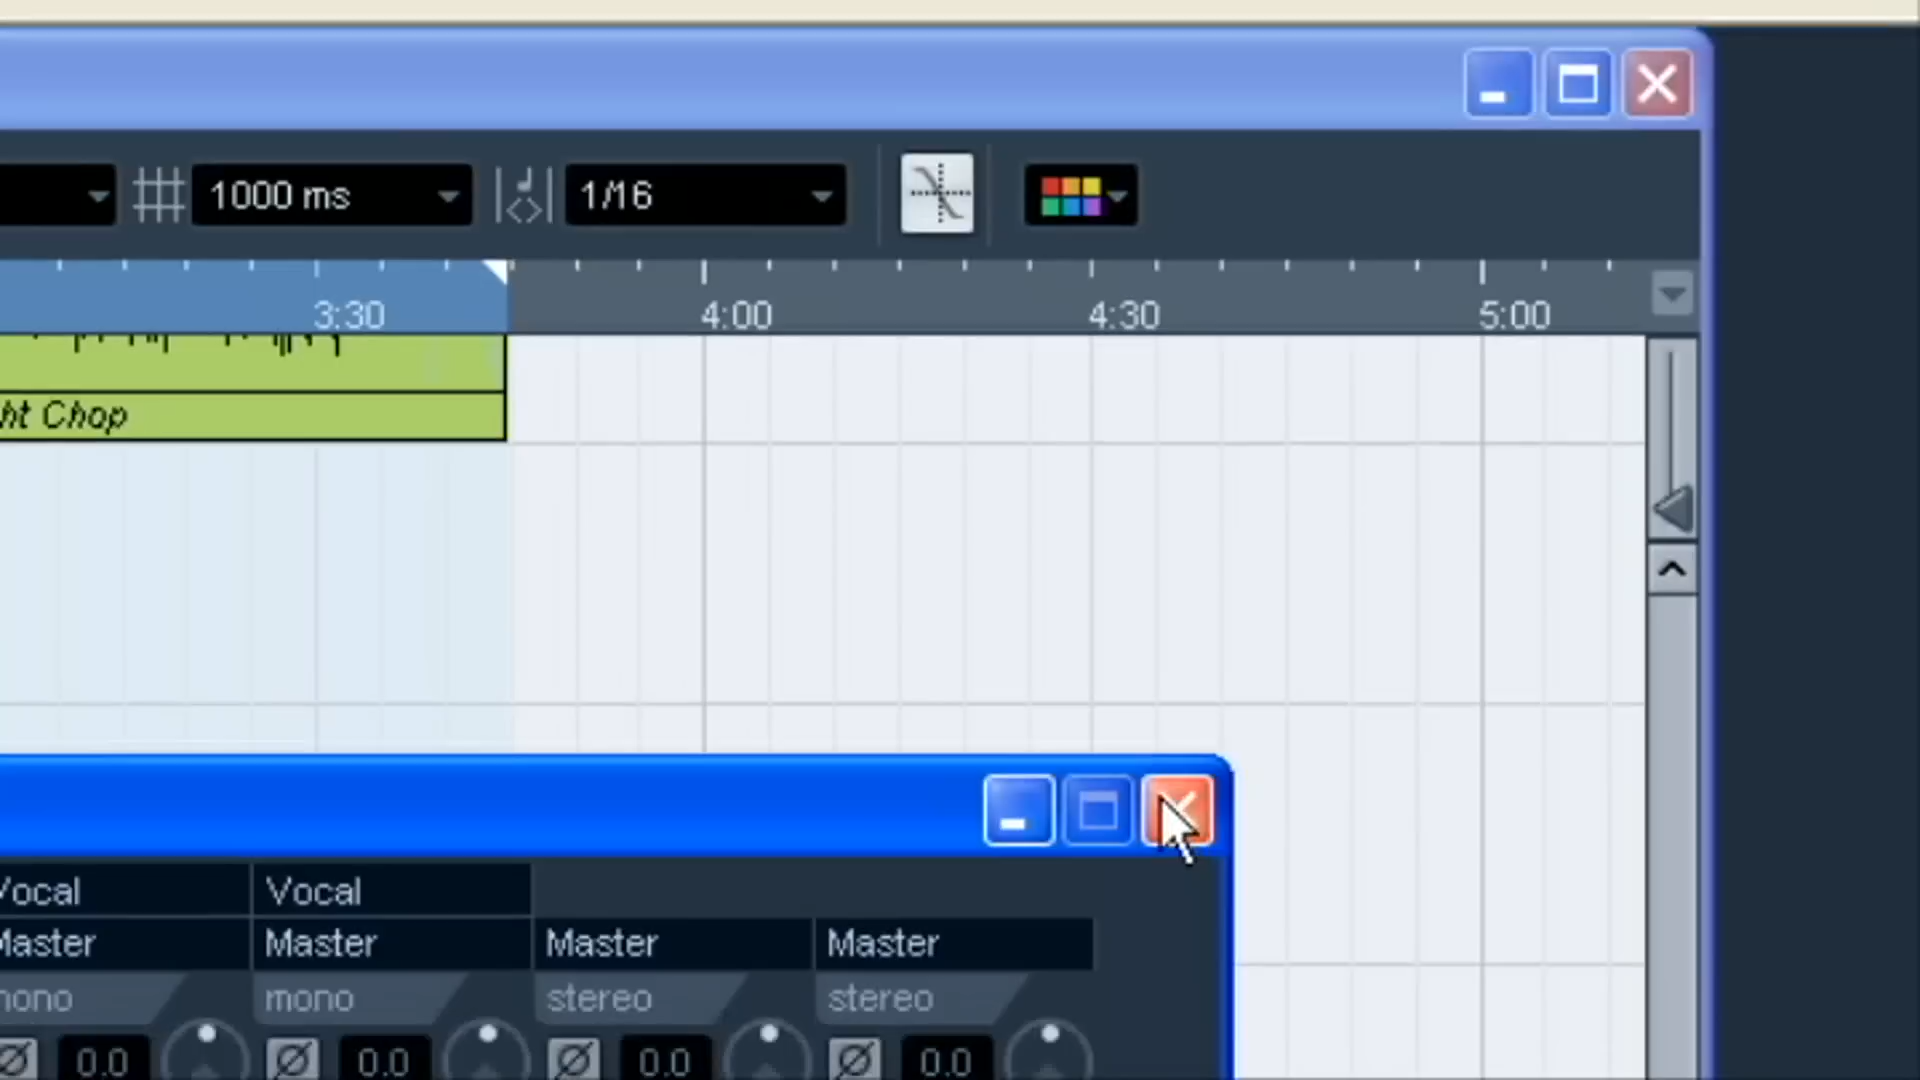 1000 ms 1/16
3:30 4:00 4:30 5:00
ht Chop
Vocal Vocal
Master Master Master Master
mono mono stereo stereo
0.0 0.0 0.0 0.0